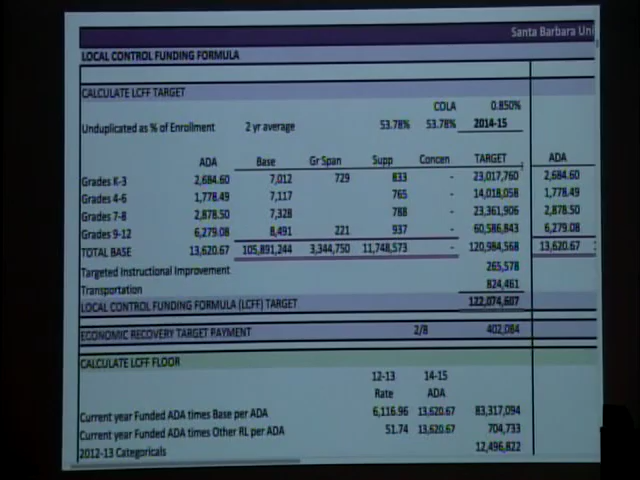 Santa Barbara Uni
LOCAL CONTROL FUNDING FORMULA
CALCULATE LCFF TARGET
COLA 0.850%
Unduplicated as % of Enrollment 2 yr average 53.78% 53.78% 2014-15
ADA Base Gr Span Supp Concen TARGET ADA
Grades K-3 2,684.60 7,012 729 833 - 23,017,760 2,684.60
Grades 4-6 1,778.49 7,117 765 - 14,018,058 1,778.49
Grades 7-8 2,878.50 7,328 788 - 23,361,906 2,878.50
Grades 9-12 6,279.08 8,491 221 937 - 60,586,843 6,279.08
TOTAL BASE 13,620.67 105,891,244 3,344,750 11,748,573 - 120,984,568 13,620.67
Targeted Instructional Improvement 265,578
Transportation 824,461
LOCAL CONTROL FUNDING FORMULA (LCFF) TARGET 122,074,607
ECONOMIC RECOVERY TARGET PAYMENT 2/8 402,084
CALCULATE LCFF FLOOR
12-13 14-15
Rate ADA
Current year Funded ADA times Base per ADA 6,116.96 13,620.67 83,317,094
Current year Funded ADA times Other RL per ADA 51.74 13,620.67 704,733
2012-13 Categoricals 12,496,822